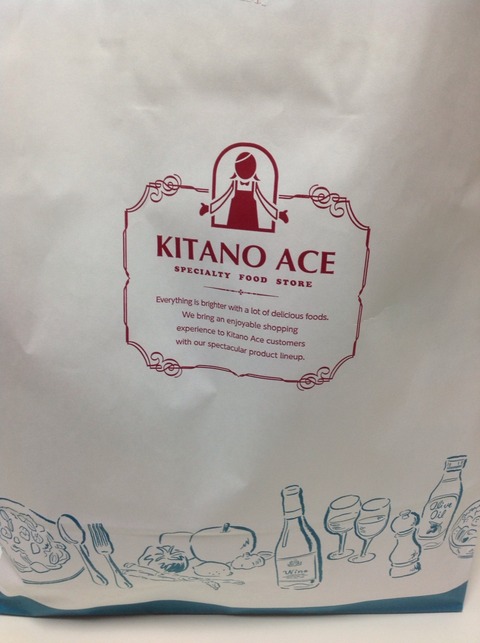 KITANO ACE
SPECIALTY FOOD STORE
Everything is brighter with a lot of delicious foods.
We bring an enjoyable shopping
experience to Kitano Ace customers
with our spectacular product lineup.
Wine
Olive
Oil